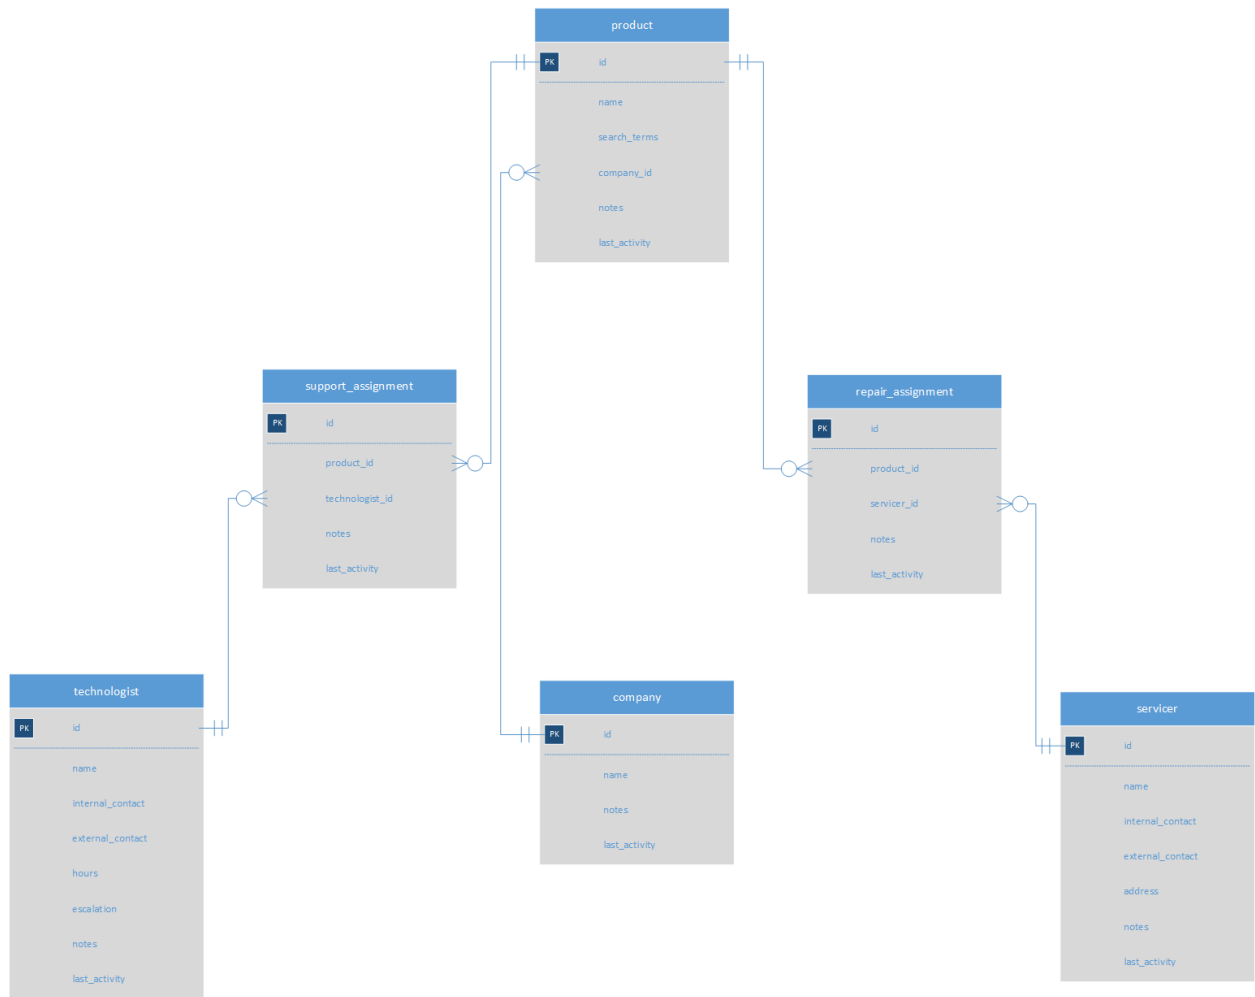 product
PK id
name
search_terms
company_id
notes
last_activity
support_assignment
PK id
product_id
technologist_id
notes
last_activity
repair_assignment
PK id
product_id
servicer_id
notes
last_activity
technologist
PK id
name
internal_contact
external_contact
hours
escalation
notes
last_activity
company
PK id
name
notes
last_activity
servicer
PK id
name
internal_contact
external_contact
address
notes
last_activity